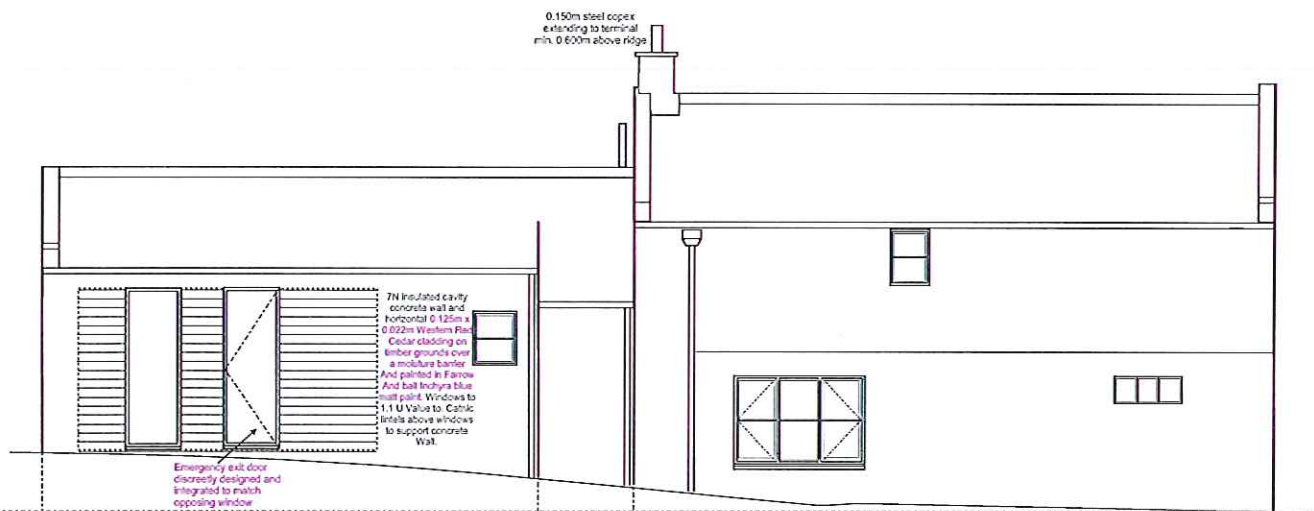 0.150m steel copex
extending to terminal
min. 0.600m above ridge
7N insulated cavity
concrete wall and
horizontal 0.125m x
0.022m Western Red
Cedar cladding on
timber grounds over
a moisture barrier
And painted in Farrow
And ball Inchyra blue
matt paint. Windows to
1.1 U Value to. Catnic
lintels above windows
to support concrete
Wall.
Emergency exit door
discreetly designed and
integrated to match
opposing window